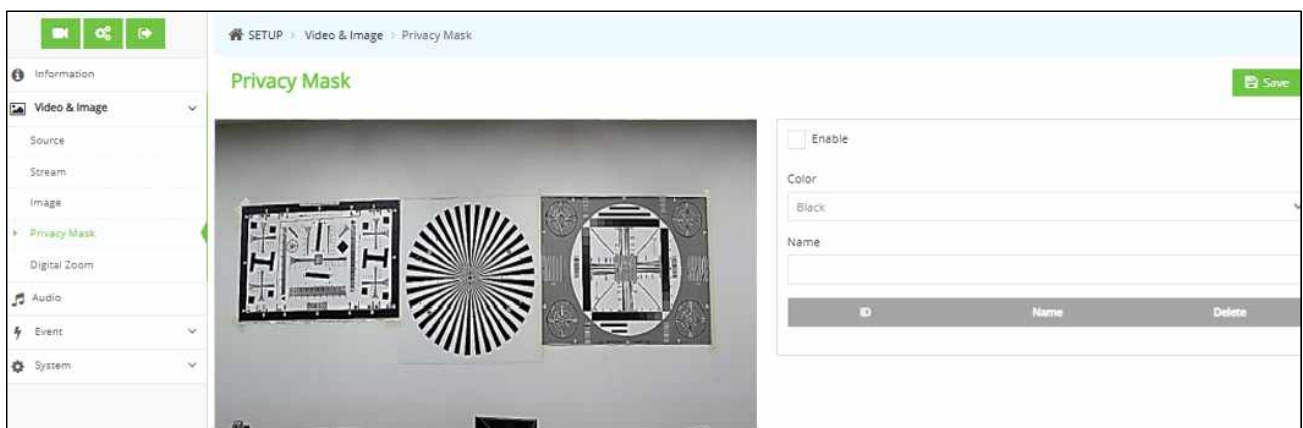 SETUP > Video & Image > Privacy Mask
Information
Video & Image
Source
Stream
Image
Privacy Mask
Digital Zoom
Audio
Event
System
Privacy Mask
Save
Enable
Color
Black
Name
ID Name Delete